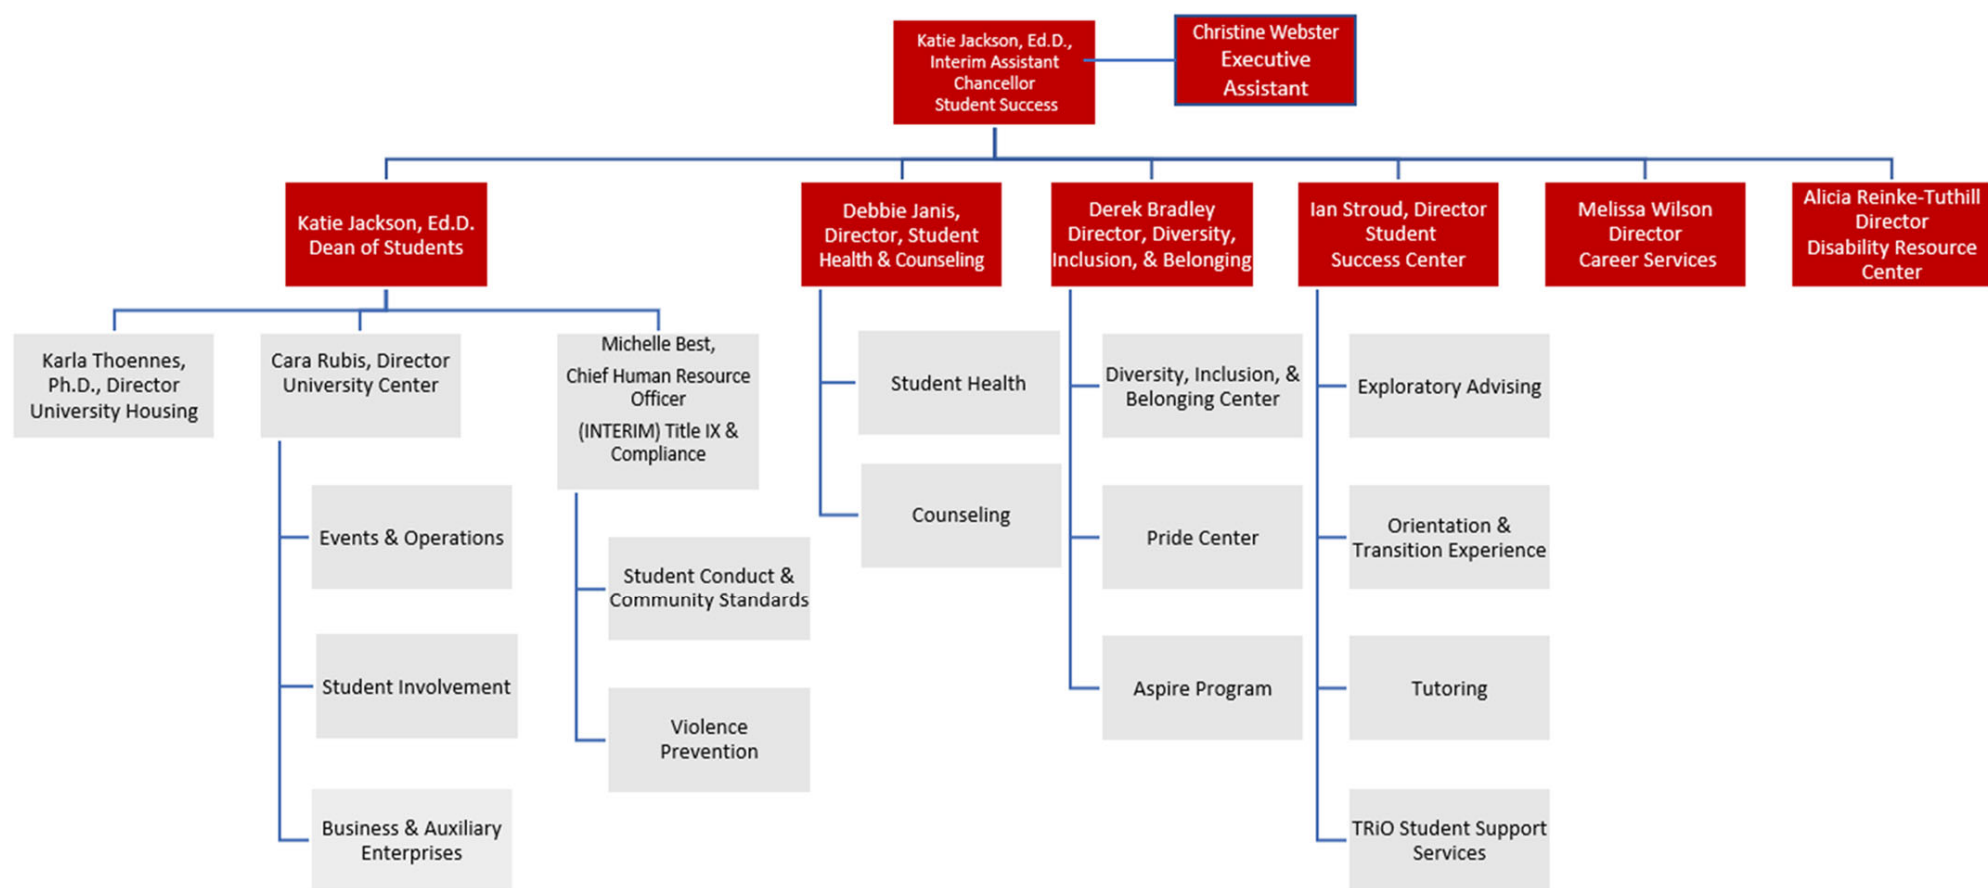 Katie Jackson, Ed.D.,
Interim Assistant
Chancellor
Student Success
Christine Webster
Executive
Assistant
Katie Jackson, Ed.D.
Dean of Students
Debbie Janis,
Director, Student
Health & Counseling
Derek Bradley
Director, Diversity,
Inclusion, & Belonging
Ian Stroud, Director
Student
Success Center
Melissa Wilson
Director
Career Services
Alicia Reinke-Tuthill
Director
Disability Resource
Center
Karla Thoennes,
Ph.D., Director
University Housing
Cara Rubis, Director
University Center
Michelle Best,
Chief Human Resource
Officer
(INTERIM) Title IX &
Compliance
Student Health
Diversity, Inclusion, &
Belonging Center
Exploratory Advising
Events & Operations
Student Conduct &
Community Standards
Counseling
Pride Center
Orientation &
Transition Experience
Student Involvement
Violence
Prevention
Aspire Program
Tutoring
Business & Auxiliary
Enterprises
TRiO Student Support
Services